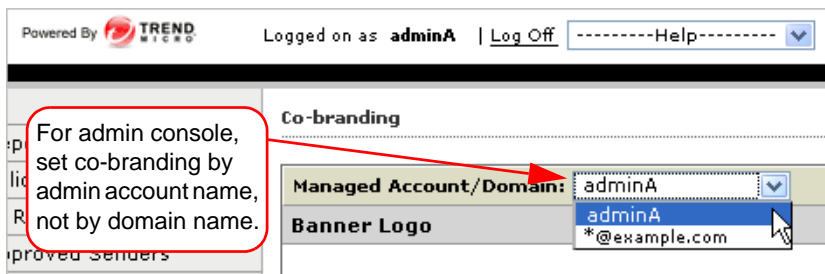 Powered By TREND MICRO
Logged on as adminA | Log Off ---------Help---------
Co-branding
For admin console,
set co-branding by
admin account name,
not by domain name.
Managed Account/Domain: adminA
adminA
*@example.com
Banner Logo
Senders